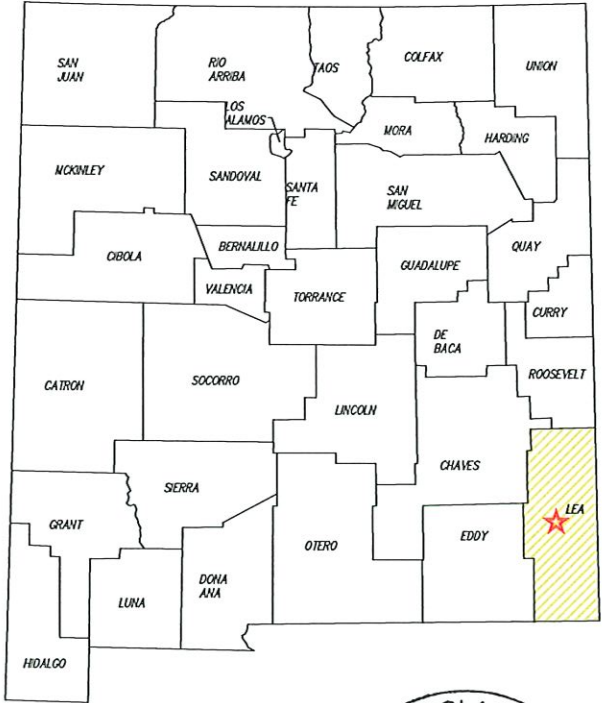 SAN
JUAN
RIO
ARRIBA
TAOS
COLFAX
UNION
LOS
ALAMOS
MORA
HARDING
MCKINLEY
SANDOVAL
SANTA
FE
SAN
MIGUEL
CIBOLA
BERNALILLO
GUADALUPE
QUAY
VALENCIA
TORRANCE
CURRY
DE
BACA
ROOSEVELT
CATRON
SOCORRO
LINCOLN
CHAVES
SIERRA
LEA
GRANT
OTERO
EDDY
DONA
ANA
LUNA
HIDALGO